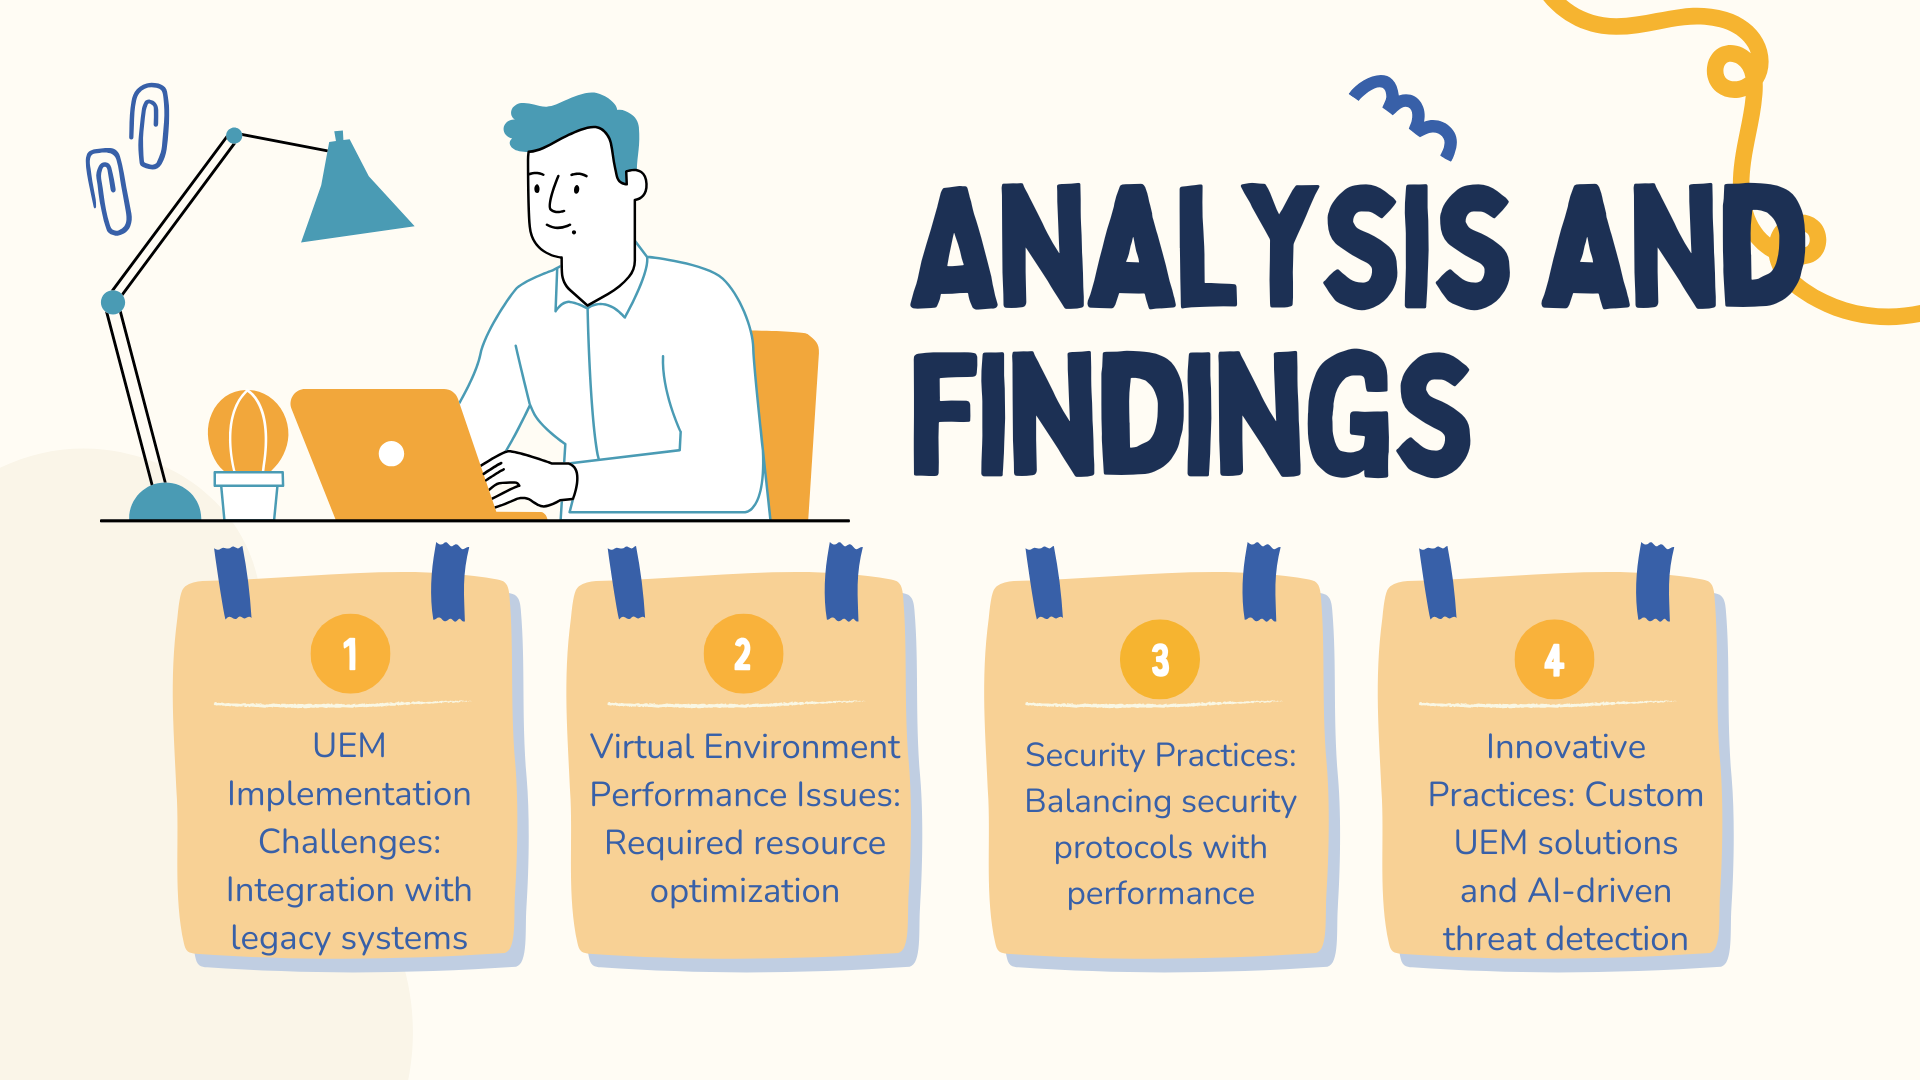 ANALYSIS AND
FINDINGS
1
UEM
Implementation
Challenges:
Integration with
legacy systems
2
Virtual Environment
Performance Issues:
Required resource
optimization
3
Security Practices:
Balancing security
protocols with
performance
4
Innovative
Practices: Custom
UEM solutions
and AI-driven
threat detection